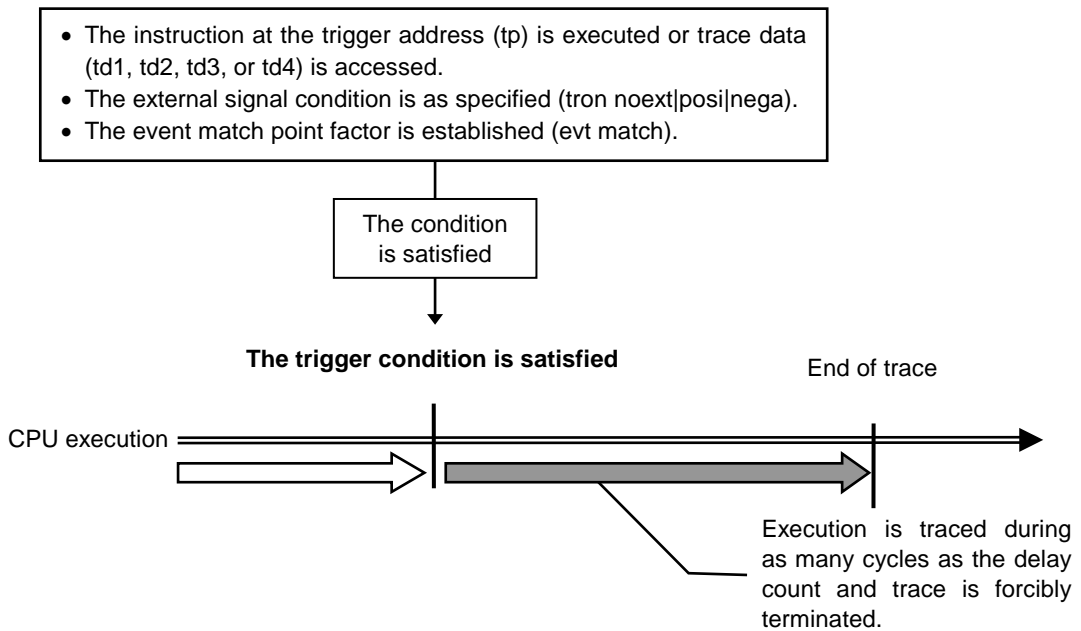 • The instruction at the trigger address (tp) is executed or trace data
(td1, td2, td3, or td4) is accessed.
• The external signal condition is as specified (tron noext|posi|nega).
• The event match point factor is established (evt match).
The condition
is satisfied
The trigger condition is satisfied
End of trace
CPU execution
Execution is traced during
as many cycles as the delay
count and trace is forcibly
terminated.